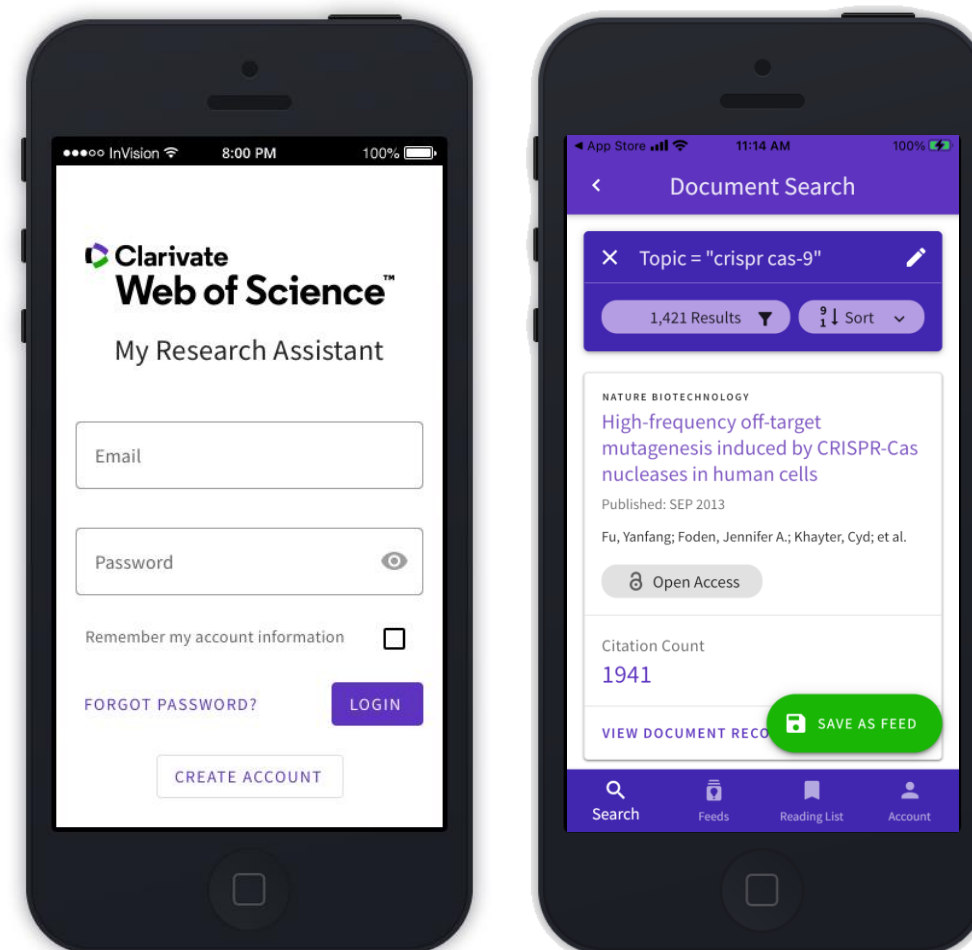 InVision 8:00 PM 100%
Clarivate
Web of Science™
My Research Assistant
Email
Password
Remember my account information
FORGOT PASSWORD? LOGIN
CREATE ACCOUNT
App Store 11:14 AM 100%
Document Search
Topic = "crispr cas-9"
1,421 Results 9 1 Sort
NATURE BIOTECHNOLOGY
High-frequency off-target
mutagenesis induced by CRISPR-Cas
nucleases in human cells
Published: SEP 2013
Fu, Yanfang; Foden, Jennifer A.; Khayter, Cyd; et al.
Open Access
Citation Count
1941
VIEW DOCUMENT RECO SAVE AS FEED
Search Feeds Reading List Account